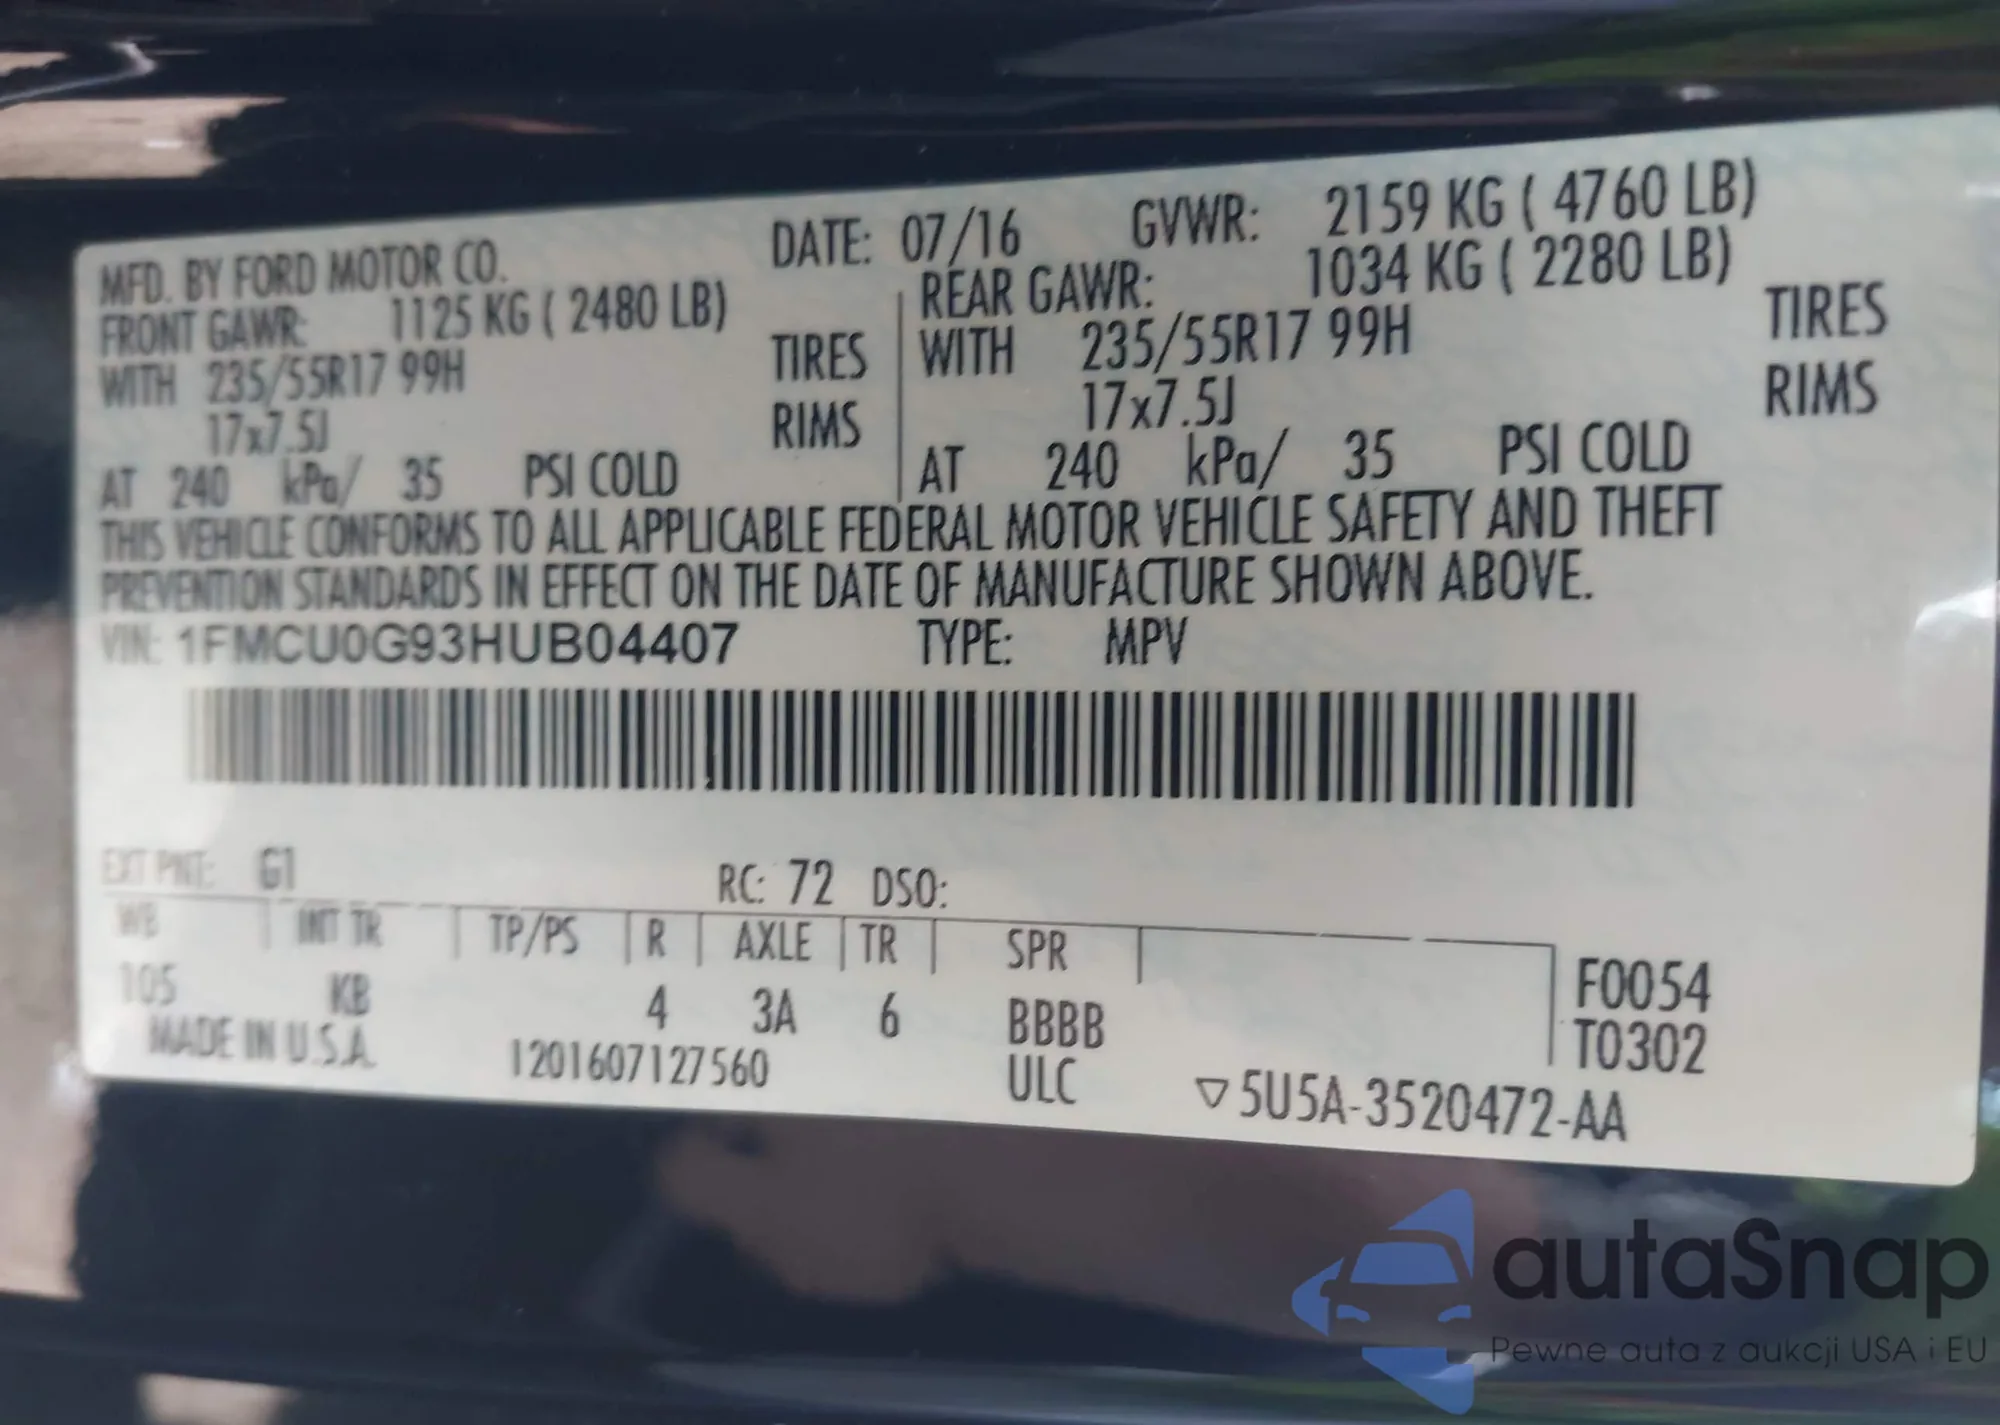 MFD. BY FORD MOTOR CO. DATE: 07/16 GVWR: 2159 KG ( 4760 LB)
FRONT GAWR: 1125 KG ( 2480 LB) REAR GAWR: 1034 KG ( 2280 LB)
WITH 235/55R17 99H TIRES WITH 235/55R17 99H TIRES
17x7.5J RIMS 17x7.5J RIMS
AT 240 kPa/ 35 PSI COLD AT 240 kPa/ 35 PSI COLD
THIS VEHICLE CONFORMS TO ALL APPLICABLE FEDERAL MOTOR VEHICLE SAFETY AND THEFT
PREVENTION STANDARDS IN EFFECT ON THE DATE OF MANUFACTURE SHOWN ABOVE.
VIN: 1FMCU0G93HUB04407 TYPE: MPV
EXT PNT: G1 RC: 72 DSO:
WB INT TR TP/PS R AXLE TR SPR
105 KB 4 3A 6 BBBB F0054
T0302
MADE IN U.S.A. 1201607127560 ULC ▽5U5A-3520472-AA
autaSnap
Pewne auta z aukcji USA i EU